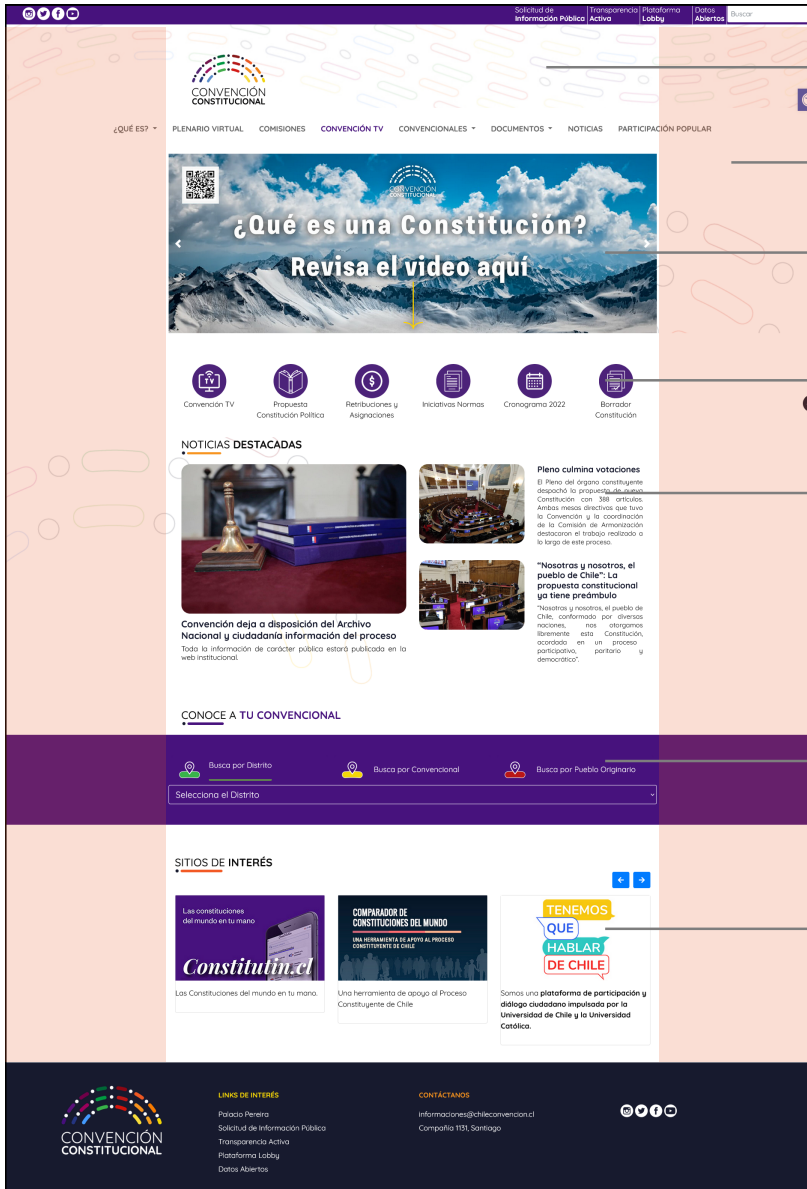 Solicitud de
Información Pública
Transparencia
Activa
Plataforma
Lobby
Datos
Abiertos
Buscar
CONVENCIÓN
CONSTITUCIONAL
¿QUÉ ES?
PLENARIO VIRTUAL
COMISIONES
CONVENCIÓN TV
CONVENCIONALES
DOCUMENTOS
NOTICIAS
PARTICIPACIÓN POPULAR
CONVENCIÓN
CONSTITUCIONAL
¿Qué es una Constitución?
Revisa el video aquí
TV
Convención TV
Propuesta
Constitución Política
Retribuciones y
Asignaciones
Iniciativas Normas
Cronograma 2022
Borrador
Constitución
NOTICIAS DESTACADAS
Convención deja a disposición del Archivo
Nacional y ciudadanía información del proceso
Toda la información de carácter pública estará publicada en la
web institucional.
Pleno culmina votaciones
El Pleno del órgano constituyente
despachó la propuesta de nueva
Constitución con 388 artículos.
Ambas mesas directivas que tuvo
la Convención y la coordinación
de la Comisión de Armonización
destacaron el trabajo realizado a
lo largo de este proceso.
"Nosotras y nosotros, el
pueblo de Chile": La
propuesta constitucional
ya tiene preámbulo
"Nosotras y nosotros, el pueblo de
Chile, conformado por diversas
naciones, nos otorgamos
libremente esta Constitución,
acordada en un proceso
participativo, paritario y
democrático".
CONOCE A TU CONVENCIONAL
Busca por Distrito
Busca por Convencional
Busca por Pueblo Originario
Selecciona el Distrito
SITIOS DE INTERÉS
Las constituciones
del mundo en tu mano
Constitutin.cl
Las Constituciones del mundo en tu mano.
COMPARADOR DE
CONSTITUCIONES DEL MUNDO
UNA HERRAMIENTA DE APOYO AL PROCESO
CONSTITUYENTE DE CHILE
Una herramienta de apoyo al Proceso
Constituyente de Chile
TENEMOS
QUE
HABLAR
DE CHILE
Somos una plataforma de participación y
diálogo ciudadano impulsada por la
Universidad de Chile y la Universidad
Católica.
CONVENCIÓN
CONSTITUCIONAL
LINKS DE INTERÉS
Palacio Pereira
Solicitud de Información Pública
Transparencia Activa
Plataforma Lobby
Datos Abiertos
CONTÁCTANOS
informaciones@chileconvencion.cl
Compañía 1131, Santiago